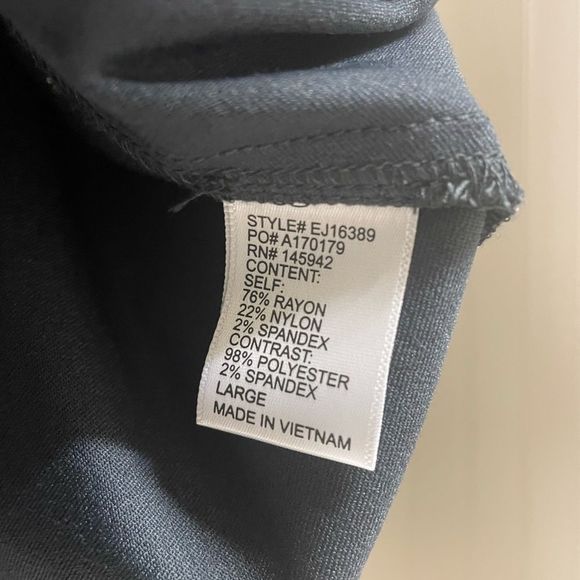 STYLE# EJ16389
PO# A170179
RN# 145942
CONTENT:
SELF:
76% RAYON
22% NYLON
2% SPANDEX
CONTRAST:
98% POLYESTER
2% SPANDEX
LARGE
MADE IN VIETNAM